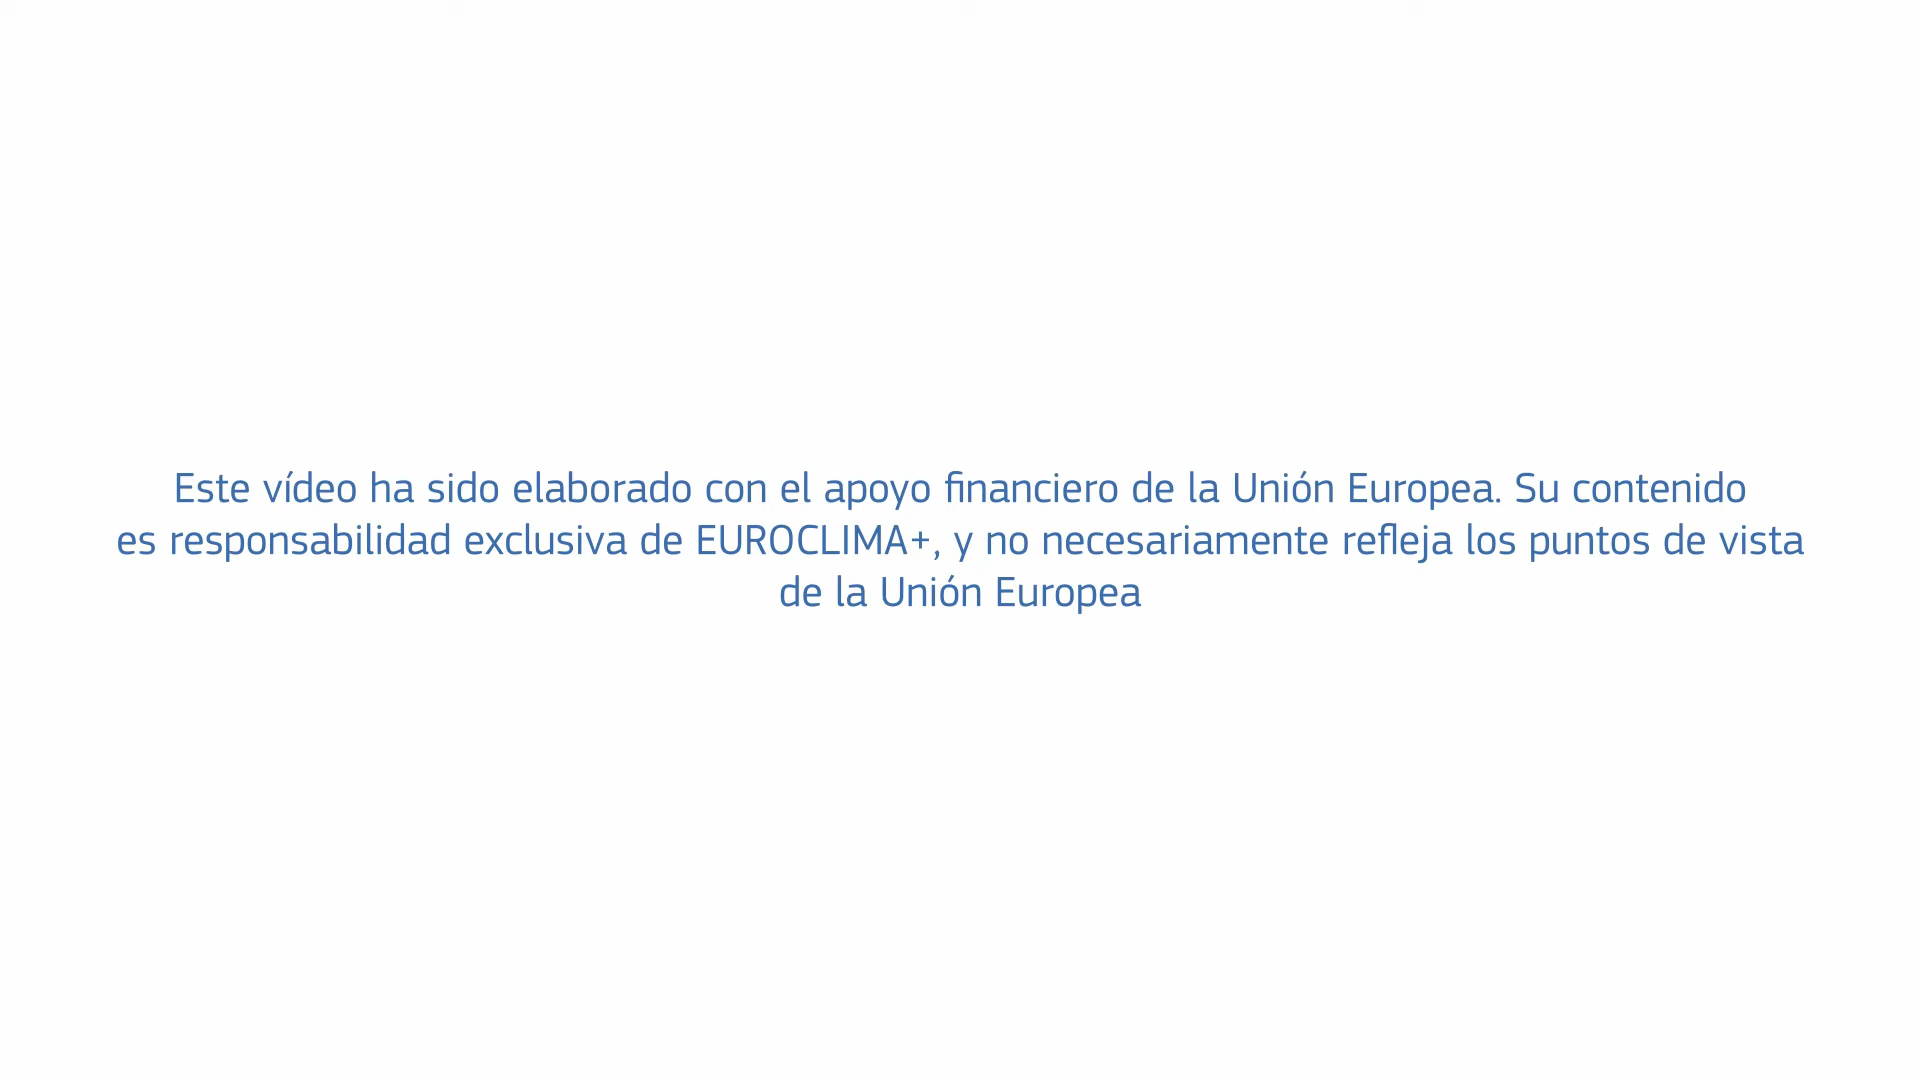 Este vídeo ha sido elaborado con el apoyo financiero de la Unión Europea. Su contenido
es responsabilidad exclusiva de EUROCLIMA+, y no necesariamente refleja los puntos de vista
de la Unión Europea